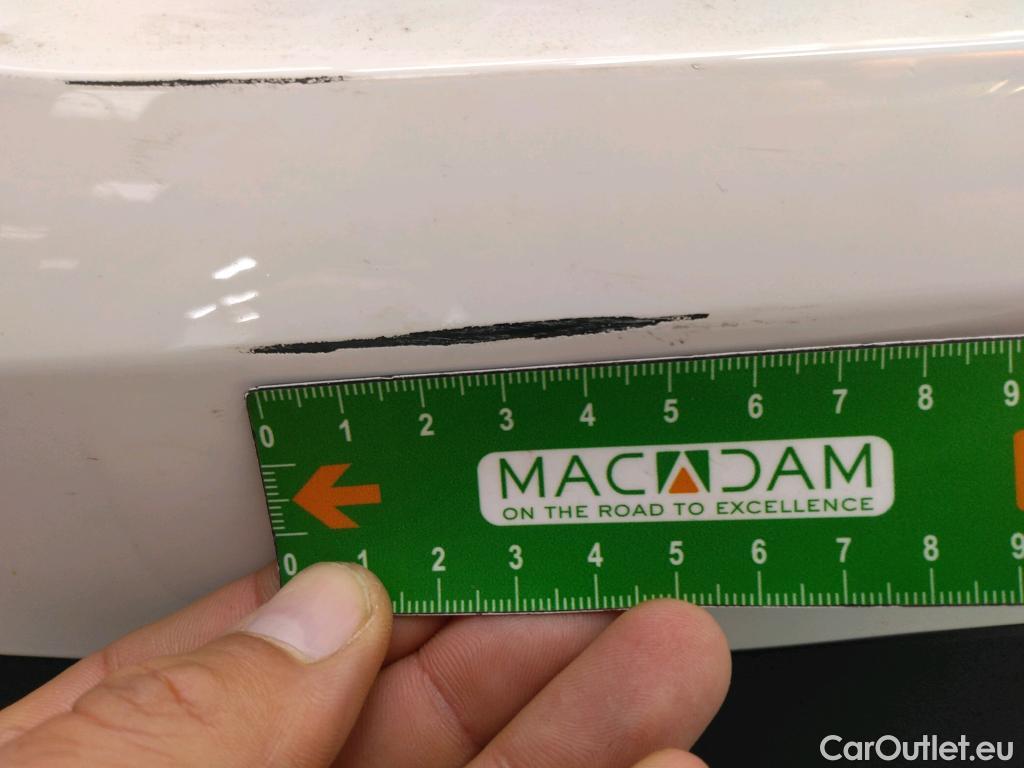 0 1 2 3 4 5 6 7 8 9
MACADAM
ON THE ROAD TO EXCELLENCE
0 1 2 3 4 5 6 7 8 9
CarOutlet.eu